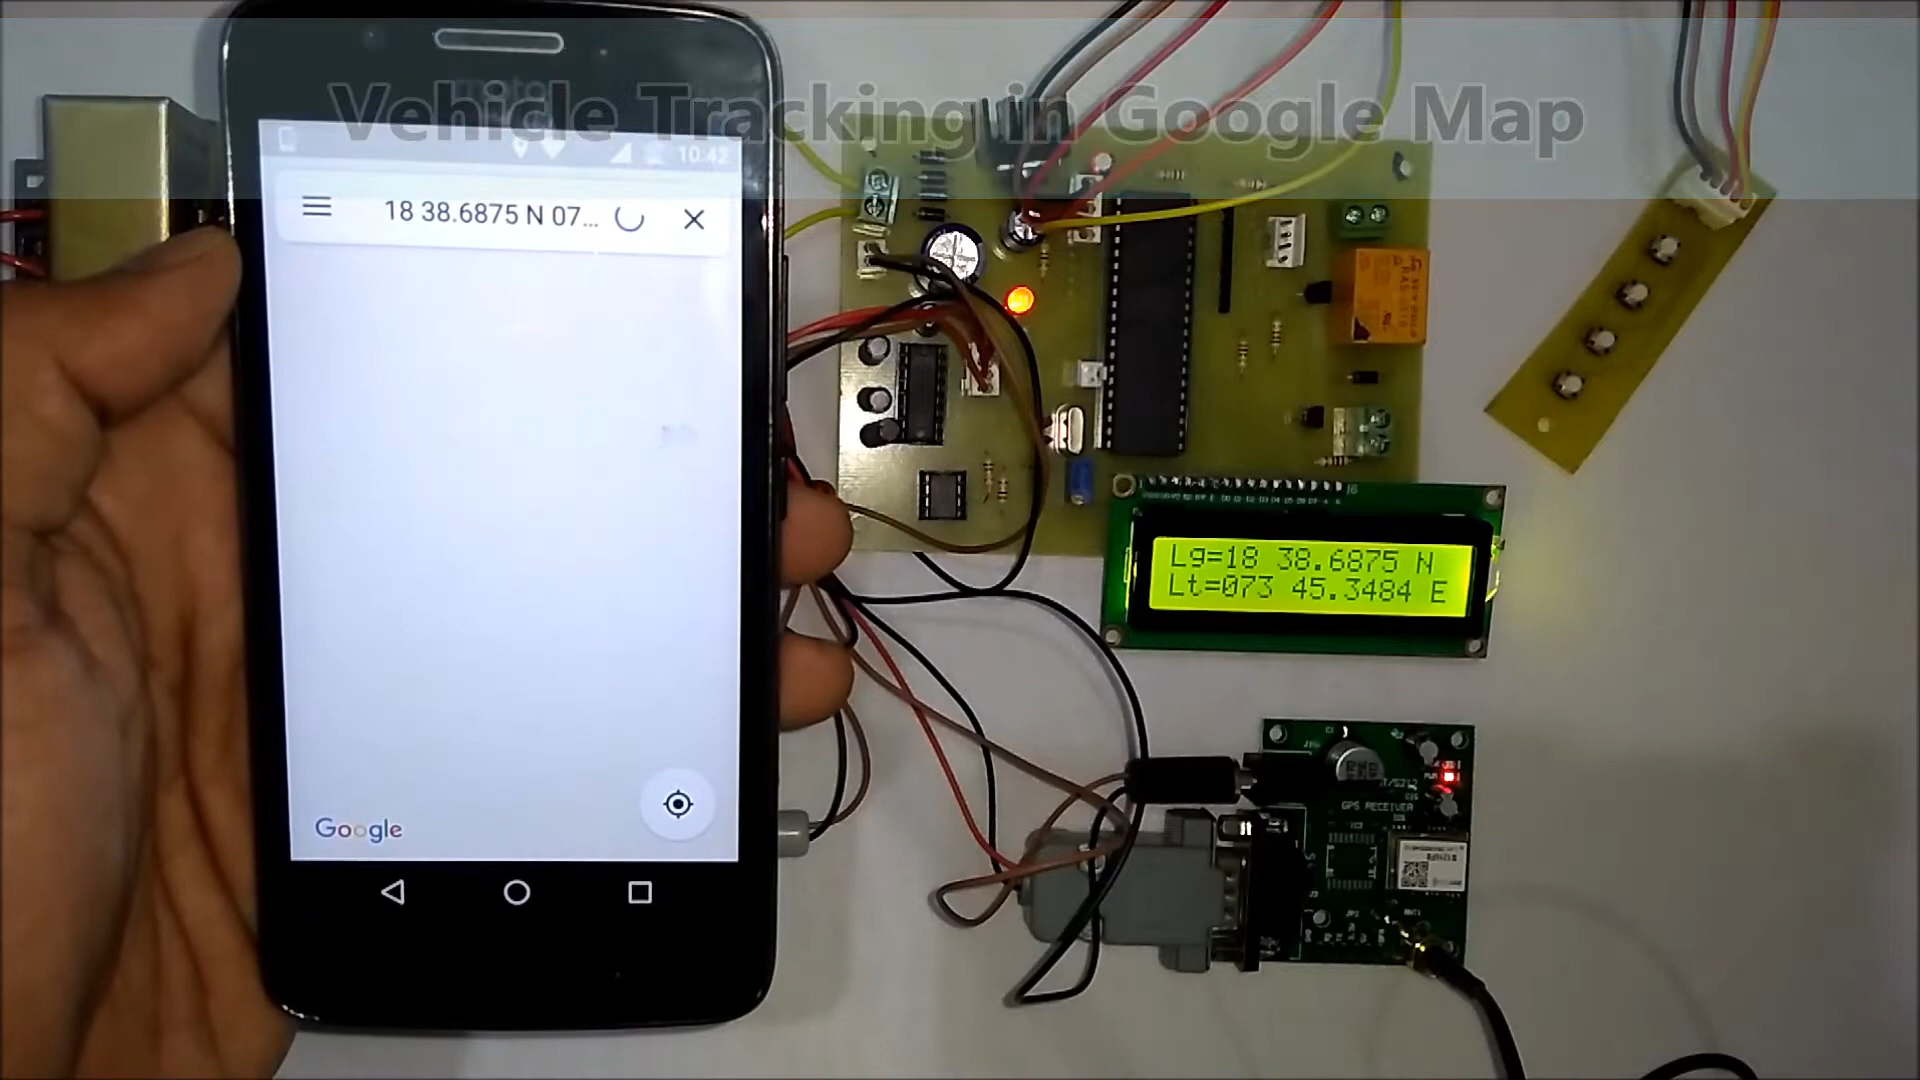 Vehicle Tracking in Google Map
moto
10:42
18 38.6875 N 07...
Lg=18 38.6875 N
Lt=073 45.3484 E
GPS RECEIVER
Google